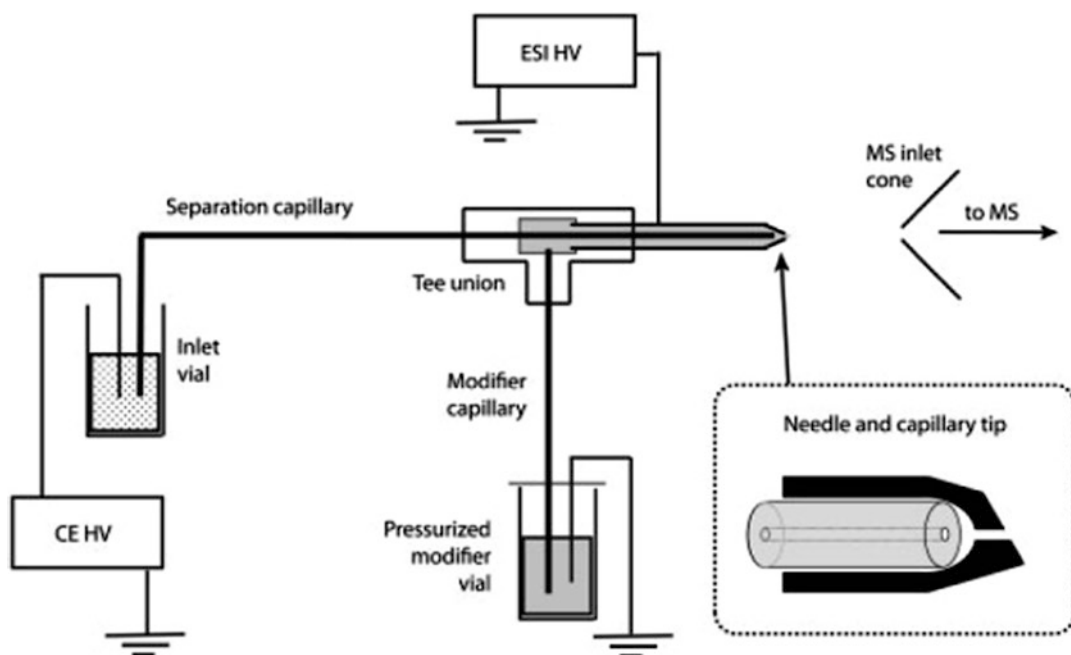 ESI HV
MS inlet
cone
to MS
Separation capillary
Tee union
Inlet
vial
Modifier
capillary
Needle and capillary tip
CE HV
Pressurized
modifier
vial